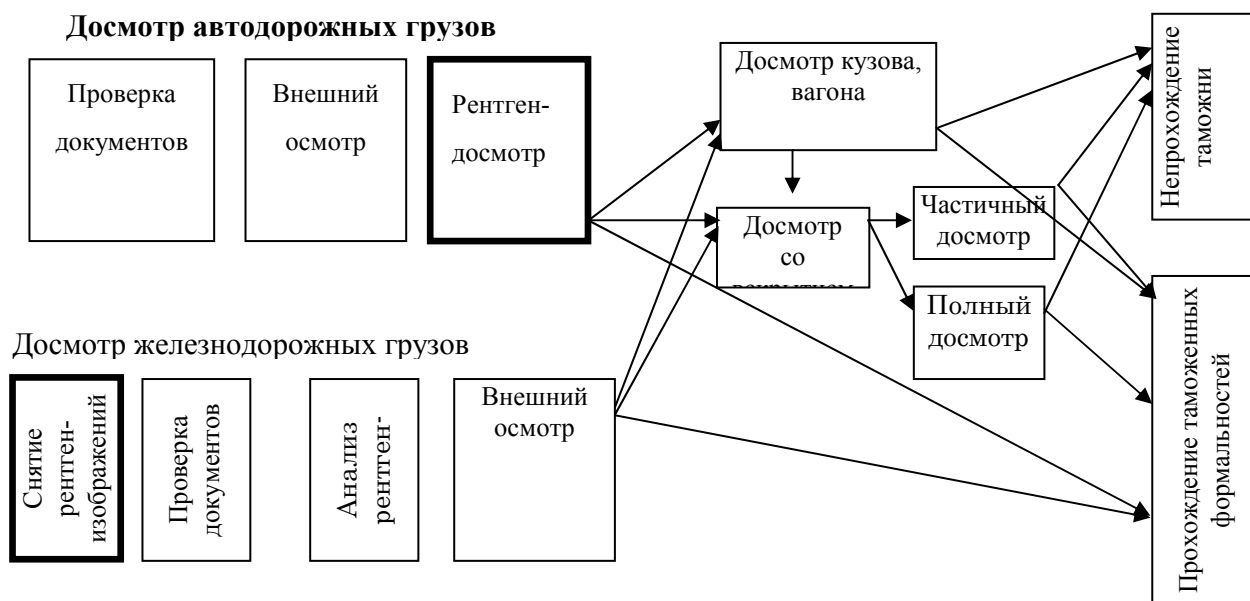 Досмотр автодорожных грузов
Проверка
документов
Внешний
осмотр
Рентген-
досмотр
Досмотр кузова,
вагона
Досмотр
со
Частичный
досмотр
Полный
досмотр
Непрохождение
таможни
Прохождение таможенных
формальностей
Досмотр железнодорожных грузов
Снятие
рентген-
изображений
Проверка
документов
Анализ
рентген-
Внешний
осмотр